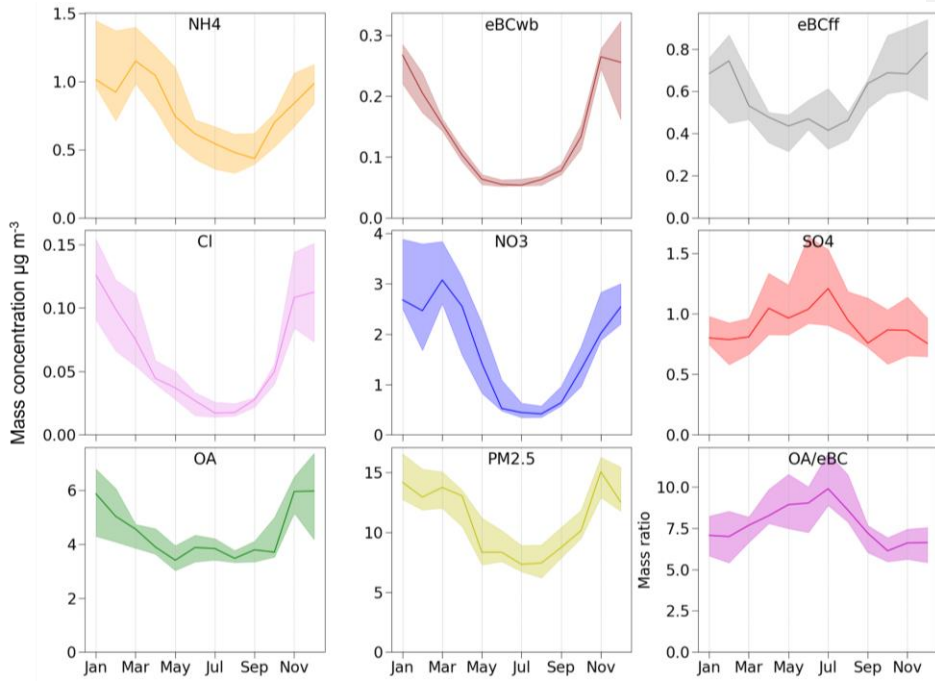 NH4
eBCwb
eBCff
1.5
1.0
0.5
0.0
0.3
0.2
0.1
0.0
0.8
0.6
0.4
0.2
0.0
Mass concentration µg m⁻³
Cl
NO3
SO4
0.15
0.10
0.05
0.00
4
3
2
1
0
1.5
1.0
0.5
0.0
OA
PM2.5
OA/eBC
6
4
2
0
15
10
5
0
Mass ratio
10.0
7.5
5.0
2.5
0.0
Jan Mar May Jul Sep Nov
Jan Mar May Jul Sep Nov
Jan Mar May Jul Sep Nov